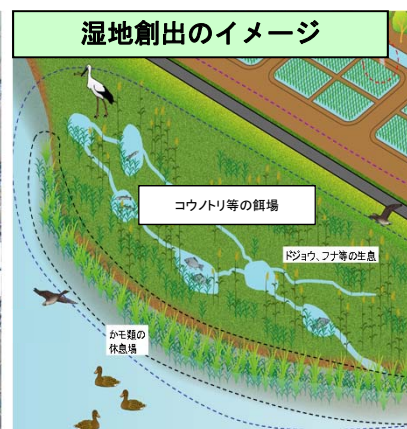 湿地創出のイメージ
コウノトリ等の餌場
ドジョウ、フナ等の生息
カモ類の
休息場